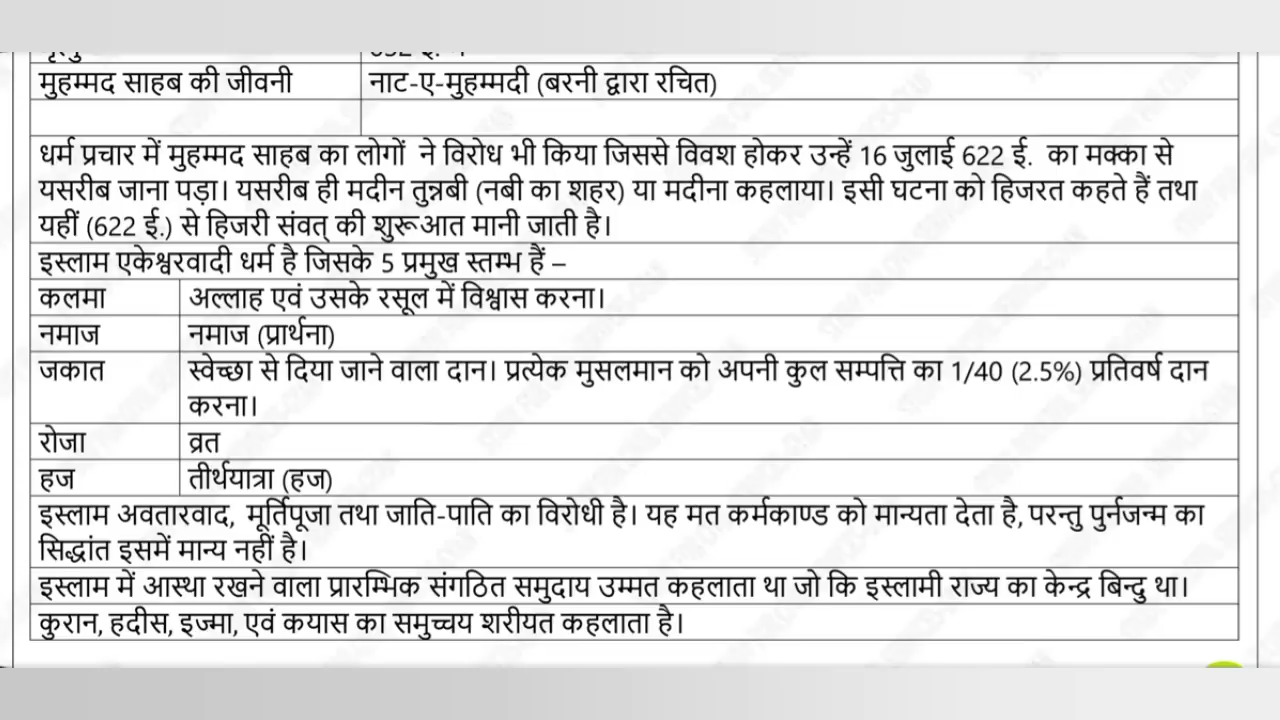 मुहम्मद साहब की जीवनी नाट-ए-मुहम्मदी (बरनी द्वारा रचित)
धर्म प्रचार में मुहम्मद साहब का लोगों ने विरोध भी किया जिससे विवश होकर उन्हें 16 जुलाई 622 ई. का मक्का से
यसरीब जाना पड़ा। यसरीब ही मदीन तुन्नबी (नबी का शहर) या मदीना कहलाया। इसी घटना को हिजरत कहते हैं तथा
यहीं (622 ई.) से हिजरी संवत् की शुरूआत मानी जाती है।
इस्लाम एकेश्वरवादी धर्म है जिसके 5 प्रमुख स्तम्भ हैं –
कलमा अल्लाह एवं उसके रसूल में विश्वास करना।
नमाज नमाज (प्रार्थना)
जकात स्वेच्छा से दिया जाने वाला दान। प्रत्येक मुसलमान को अपनी कुल सम्पत्ति का 1/40 (2.5%) प्रतिवर्ष दान
करना।
रोजा व्रत
हज तीर्थयात्रा (हज)
इस्लाम अवतारवाद, मूर्तिपूजा तथा जाति-पाति का विरोधी है। यह मत कर्मकाण्ड को मान्यता देता है, परन्तु पुर्नजन्म का
सिद्धांत इसमें मान्य नहीं है।
इस्लाम में आस्था रखने वाला प्रारम्भिक संगठित समुदाय उम्मत कहलाता था जो कि इस्लामी राज्य का केन्द्र बिन्दु था।
कुरान, हदीस, इज्मा, एवं कयास का समुच्चय शरीयत कहलाता है।